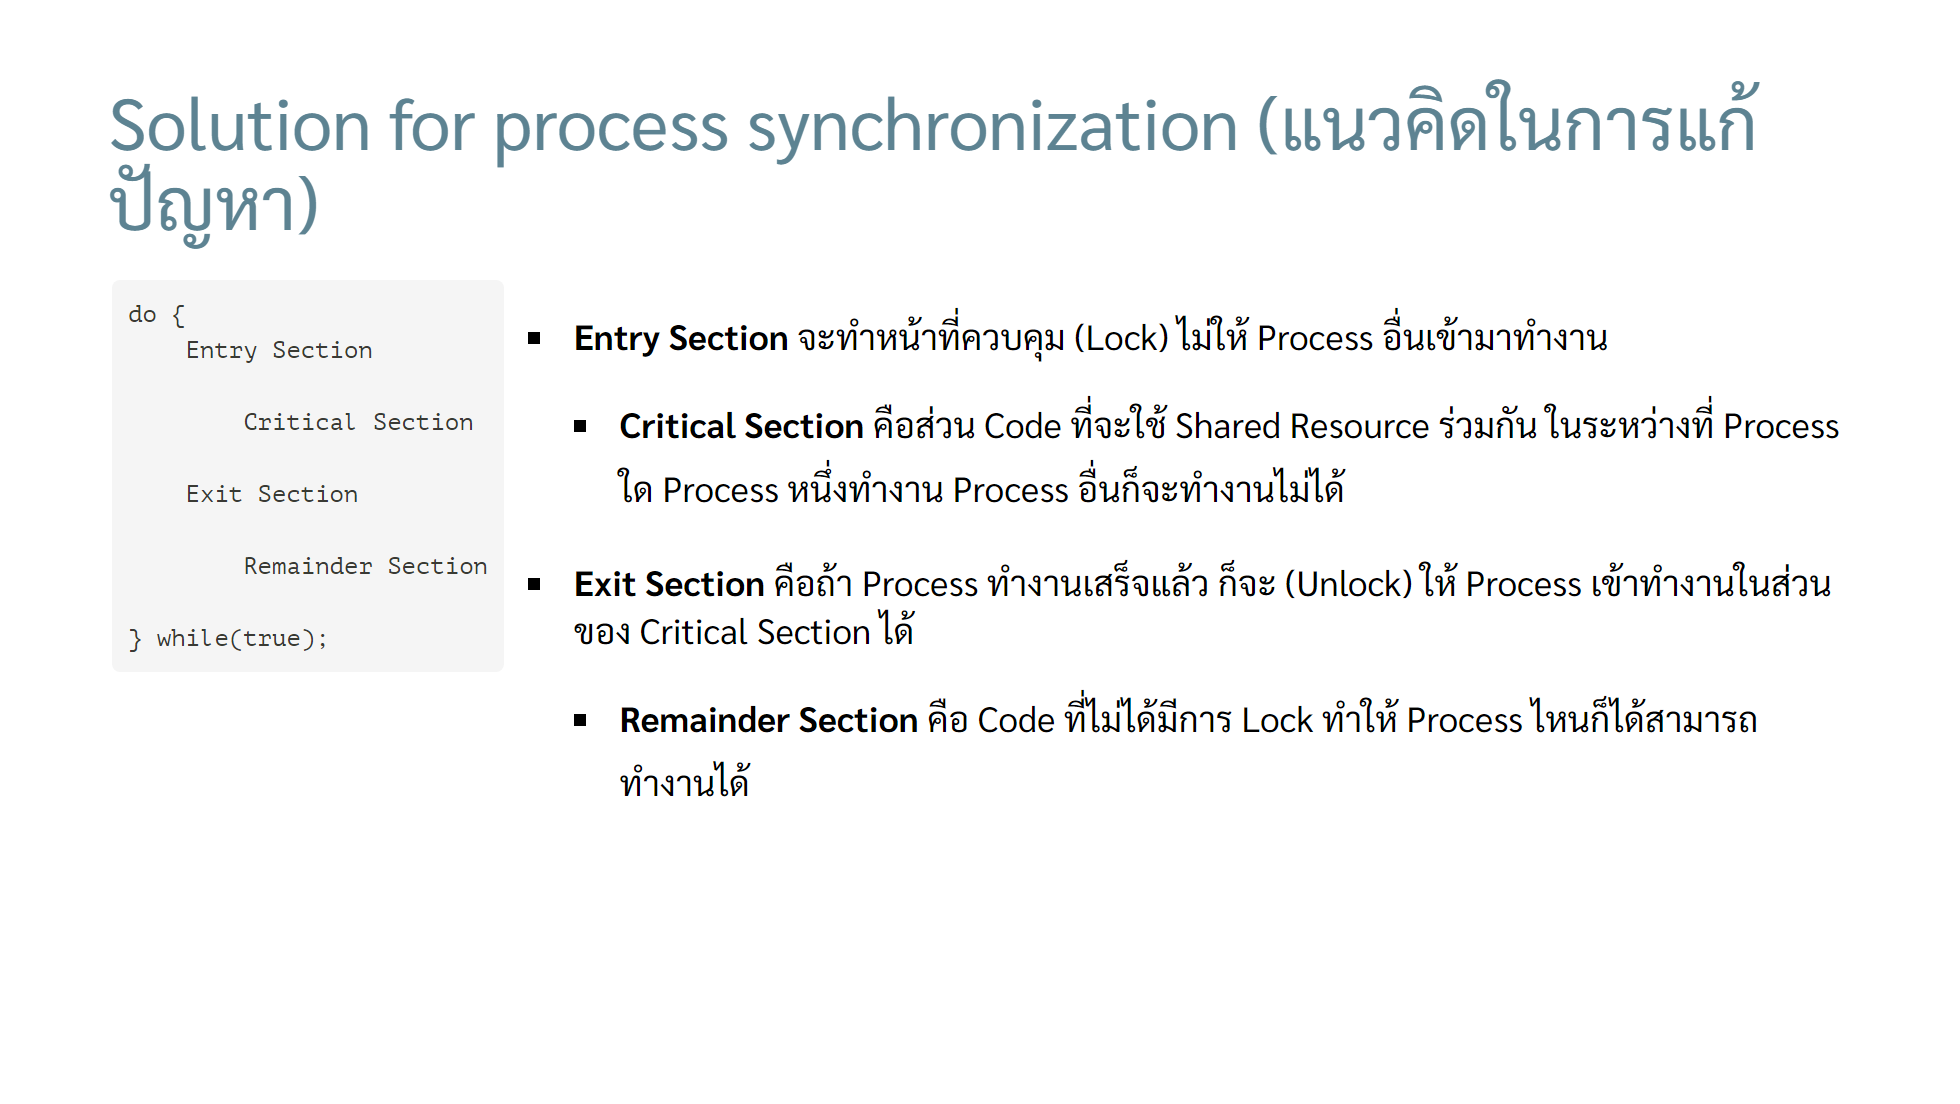 Solution for process synchronization (แนวคิดในการแก้
ปัญหา)
do {
Entry Section
Critical Section
Exit Section
Remainder Section
} while(true);
▪ Entry Section จะทำหน้าที่ควบคุม (Lock) ไม่ให้ Process อื่นเข้ามาทำงาน
▪ Critical Section คือส่วน Code ที่จะใช้ Shared Resource ร่วมกัน ในระหว่างที่ Process
ใด Process หนึ่งทำงาน Process อื่นก็จะทำงานไม่ได้
▪ Exit Section คือถ้า Process ทำงานเสร็จแล้ว ก็จะ (Unlock) ให้ Process เข้าทำงานในส่วน
ของ Critical Section ได้
▪ Remainder Section คือ Code ที่ไม่ได้มีการ Lock ทำให้ Process ไหนก็ได้สามารถ
ทำงานได้